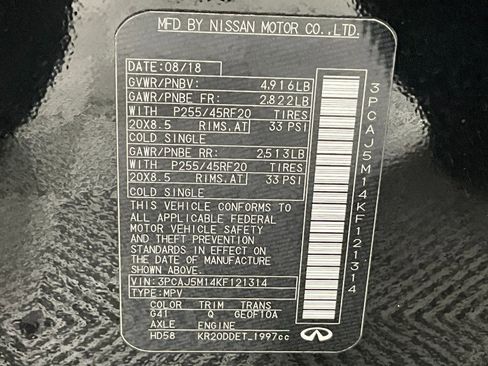 MFD BY NISSAN MOTOR CO.,LTD.
DATE:08/18
GVWR/PNBV: 4,916LB
GAWR/PNBE FR: 2,822LB
WITH P255/45RF20 TIRES
20X8.5 RIMS.AT 33 PSI
COLD SINGLE
GAWR/PNBE RR: 2,513LB
WITH P255/45RF20 TIRES
20X8.5 RIMS.AT 33 PSI
COLD SINGLE
THIS VEHICLE CONFORMS TO
ALL APPLICABLE FEDERAL
MOTOR VEHICLE SAFETY
AND THEFT PREVENTION
STANDARDS IN EFFECT ON
THE DATE OF MANUFACTURE
SHOWN ABOVE.
VIN:3PCAJ5M14KF121314
TYPE:MPV
COLOR TRIM TRANS
G41 Q GE0F10A
AXLE ENGINE
HD58 KR20DDET_1997cc
3PCAJ5M14KF121314